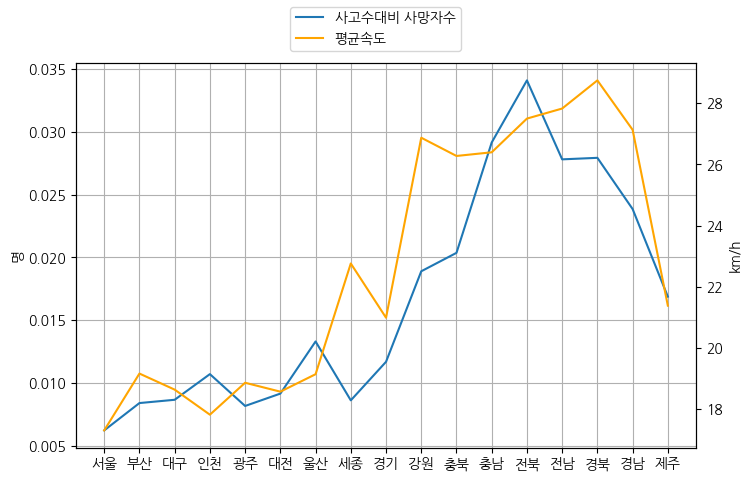 사고수대비 사망자수
평균속도
0.035
0.030
0.025
0.020
0.015
0.010
0.005
명
28
26
24
22
20
18
km/h
서울 부산 대구 인천 광주 대전 울산 세종 경기 강원 충북 충남 전북 전남 경북 경남 제주